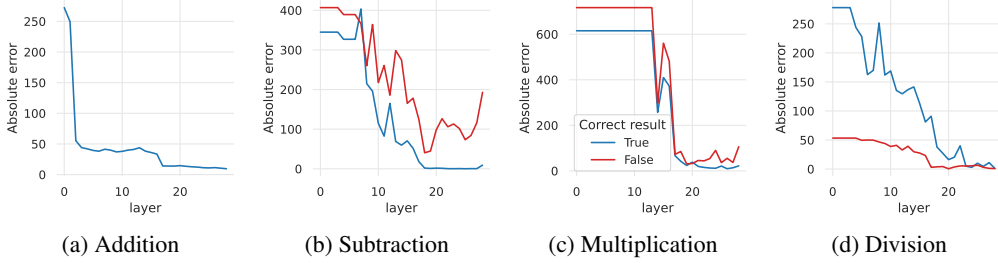 Absolute error
250
200
150
100
50
0
0
10
20
layer
(a) Addition
Absolute error
400
300
200
100
0
0
10
20
layer
(b) Subtraction
Absolute error
600
400
200
0
Correct result
True
False
0
10
20
layer
(c) Multiplication
Absolute error
250
200
150
100
50
0
0
10
20
layer
(d) Division